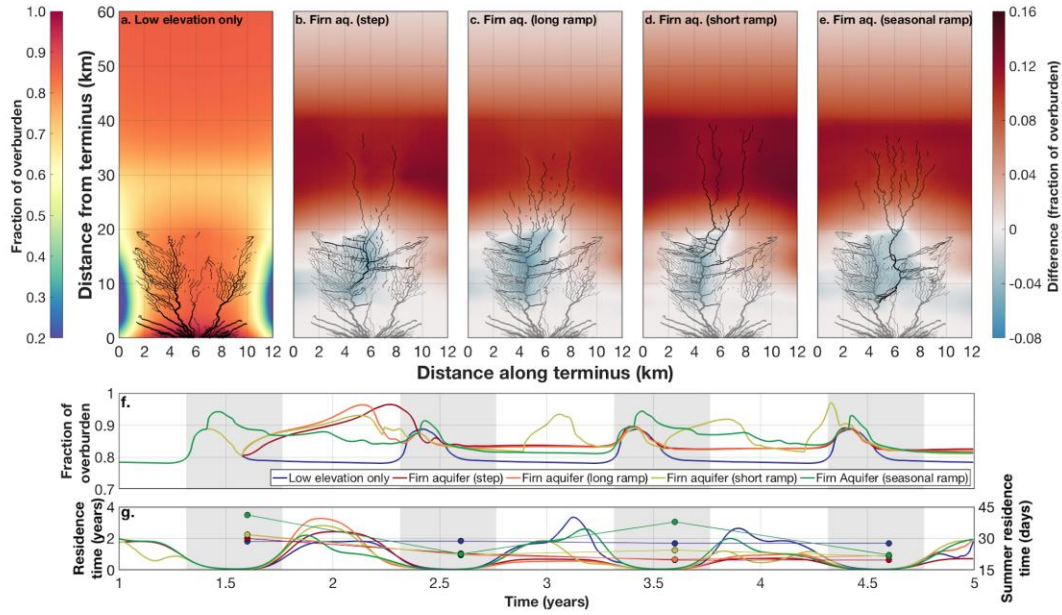 a. Low elevation only
b. Firn aq. (step)
c. Firn aq. (long ramp)
d. Firn aq. (short ramp)
e. Firn aq. (seasonal ramp)
Fraction of overburden
1.0
0.9
0.8
0.7
0.6
0.5
0.4
0.3
0.2
Distance from terminus (km)
60
50
40
30
20
10
0
0 2 4 6 8 10 12
0 2 4 6 8 10 12
0 2 4 6 8 10 12
0 2 4 6 8 10 12
0 2 4 6 8 10 12
Distance along terminus (km)
0.16
0.12
0.08
0.04
0
-0.04
-0.08
Difference (fraction of overburden)
f.
Fraction of
overburden
1
0.9
0.8
0.7
Low elevation only
Firn aquifer (step)
Firn aquifer (long ramp)
Firn aquifer (short ramp)
Firn Aquifer (seasonal ramp)
g.
Residence
time (years)
4
2
0
45
30
15
Summer residence
time (days)
1 1.5 2 2.5 3 3.5 4 4.5 5
Time (years)